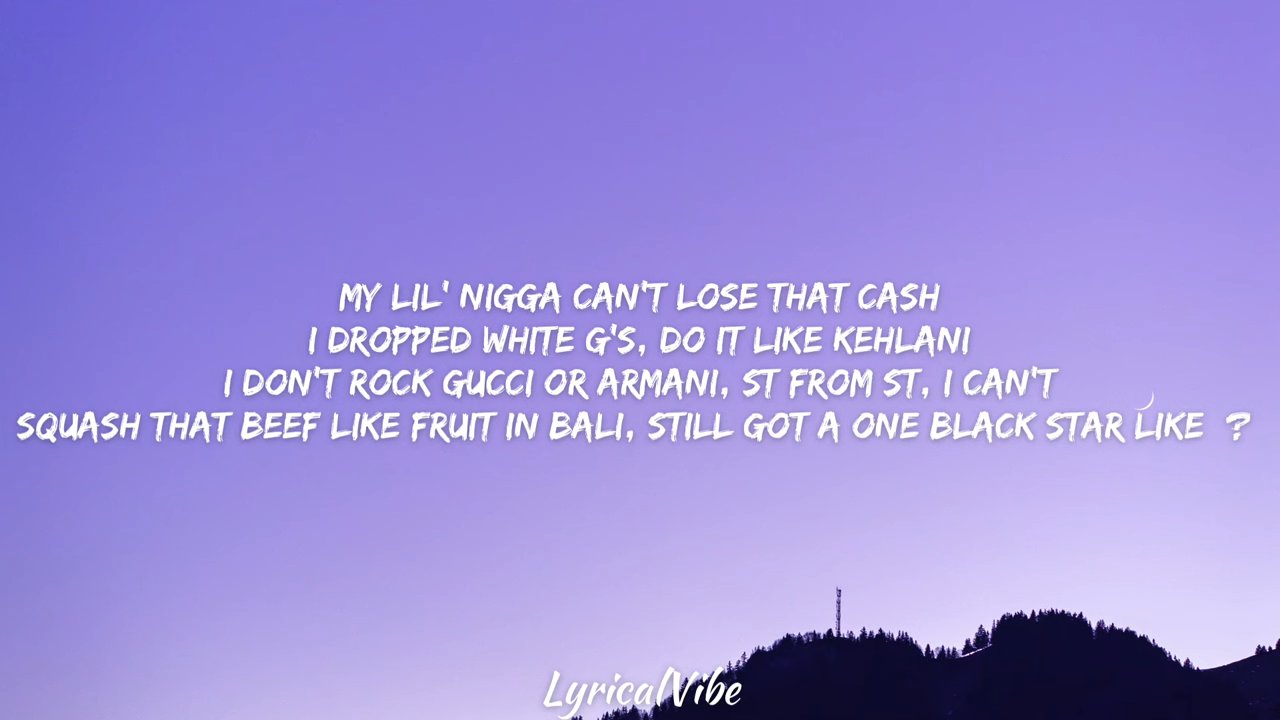 MY LIL' NIGGA CAN'T LOSE THAT CASH
I DROPPED WHITE G'S, DO IT LIKE KEHLANI
I DON'T ROCK GUCCI OR ARMANI, ST FROM ST, I CAN'T
SQUASH THAT BEEF LIKE FRUIT IN BALI, STILL GOT A ONE BLACK STAR LIKE ?
LyricalVibe